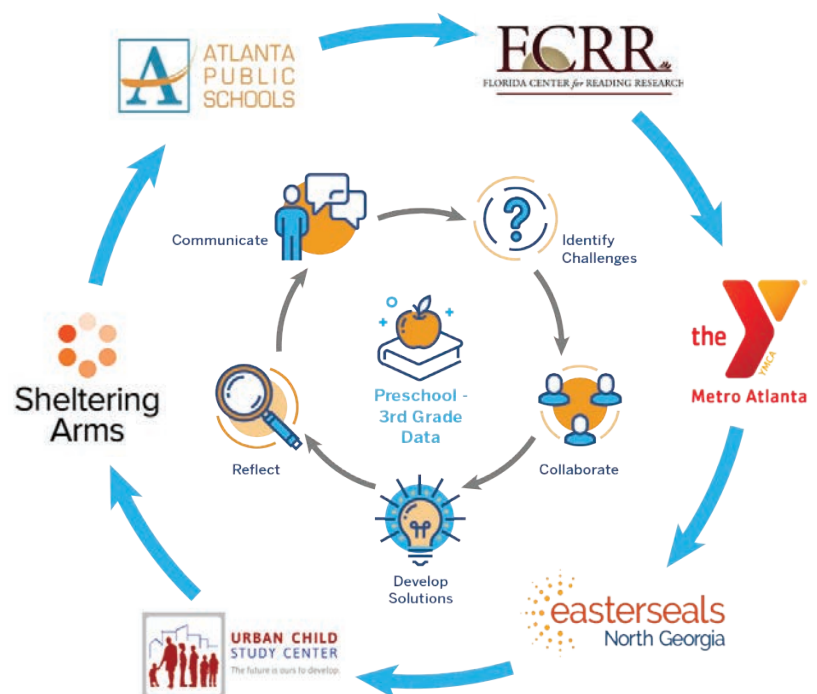 A
ATLANTA
PUBLIC
SCHOOLS
FCRR
FLORIDA CENTER for READING RESEARCH
Communicate
?
Identify
Challenges
the
YMCA
Metro Atlanta
Preschool -
3rd Grade
Data
Sheltering
Arms
Reflect
Collaborate
Develop
Solutions
easterseals
North Georgia
URBAN CHILD
STUDY CENTER
The future is ours to develop.